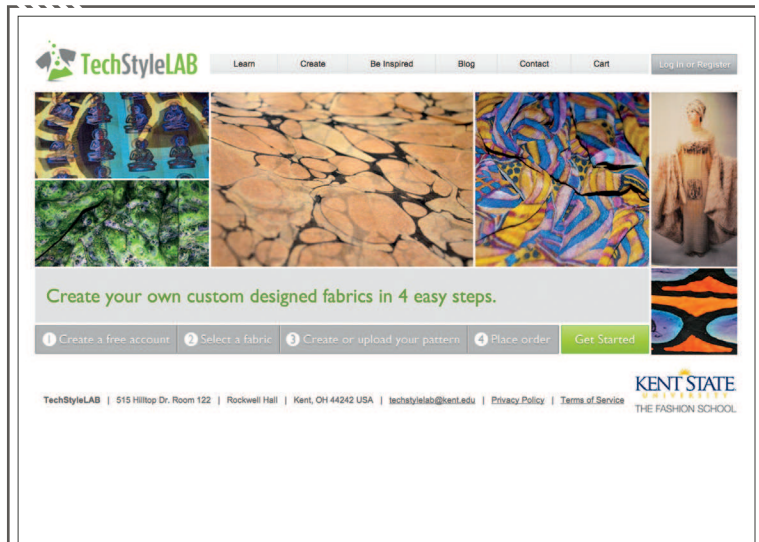 TechStyleLAB
Learn Create Be Inspired Blog Contact Cart Log in or Register
Create your own custom designed fabrics in 4 easy steps.
1 Create a free account 2 Select a fabric 3 Create or upload your pattern 4 Place order Get Started
TechStyleLAB | 515 Hilltop Dr. Room 122 | Rockwell Hall | Kent, OH 44242 USA | techstylelab@kent.edu | Privacy Policy | Terms of Service
KENT STATE
UNIVERSITY
THE FASHION SCHOOL